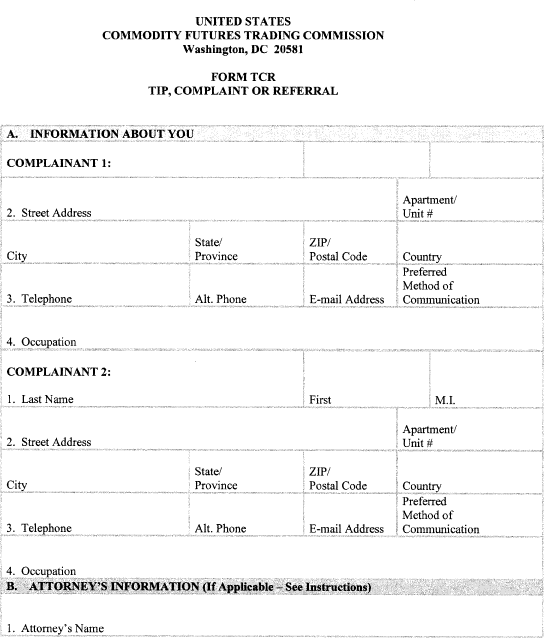 UNITED STATES
COMMODITY FUTURES TRADING COMMISSION
Washington, DC 20581
FORM TCR
TIP, COMPLAINT OR REFERRAL
A. INFORMATION ABOUT YOU
COMPLAINANT 1:
2. Street Address Apartment/ Unit #
City State/ Province ZIP/ Postal Code Country
3. Telephone Alt. Phone E-mail Address Preferred Method of Communication
4. Occupation
COMPLAINANT 2:
1. Last Name First M.I.
2. Street Address Apartment/ Unit #
City State/ Province ZIP/ Postal Code Country
3. Telephone Alt. Phone E-mail Address Preferred Method of Communication
4. Occupation
B. ATTORNEY'S INFORMATION (If Applicable – See Instructions)
1. Attorney's Name